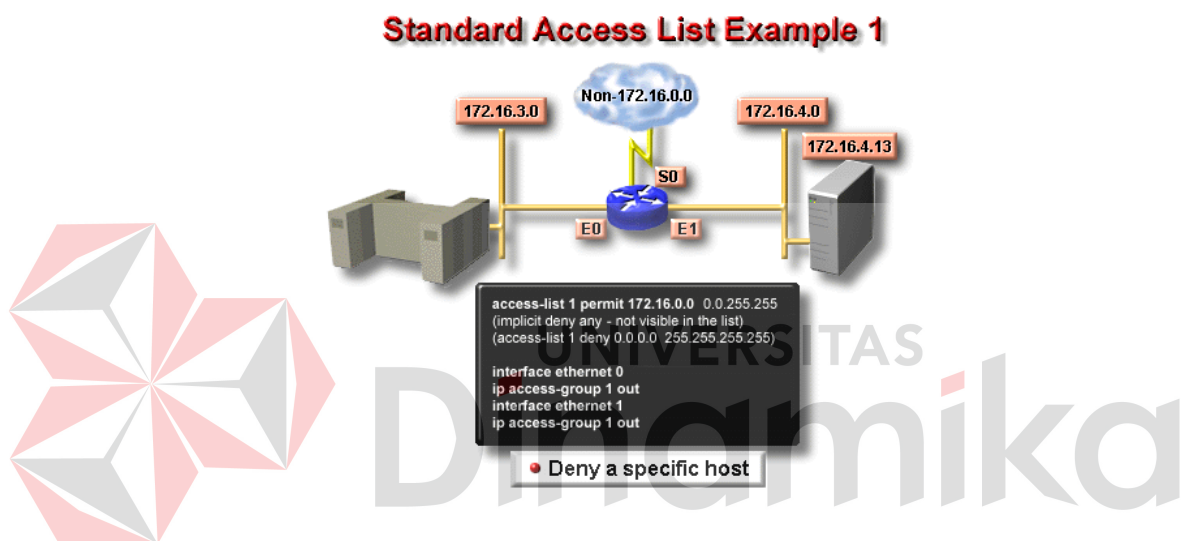 Standard Access List Example 1
Non-172.16.0.0
172.16.3.0
172.16.4.0
172.16.4.13
S0
E0
E1
access-list 1 permit 172.16.0.0 0.0.255.255
(implicit deny any - not visible in the list)
(access-list 1 deny 0.0.0.0 255.255.255.255)
interface ethernet 0
ip access-group 1 out
interface ethernet 1
ip access-group 1 out
Deny a specific host
UNIVERSITAS
Dinamika